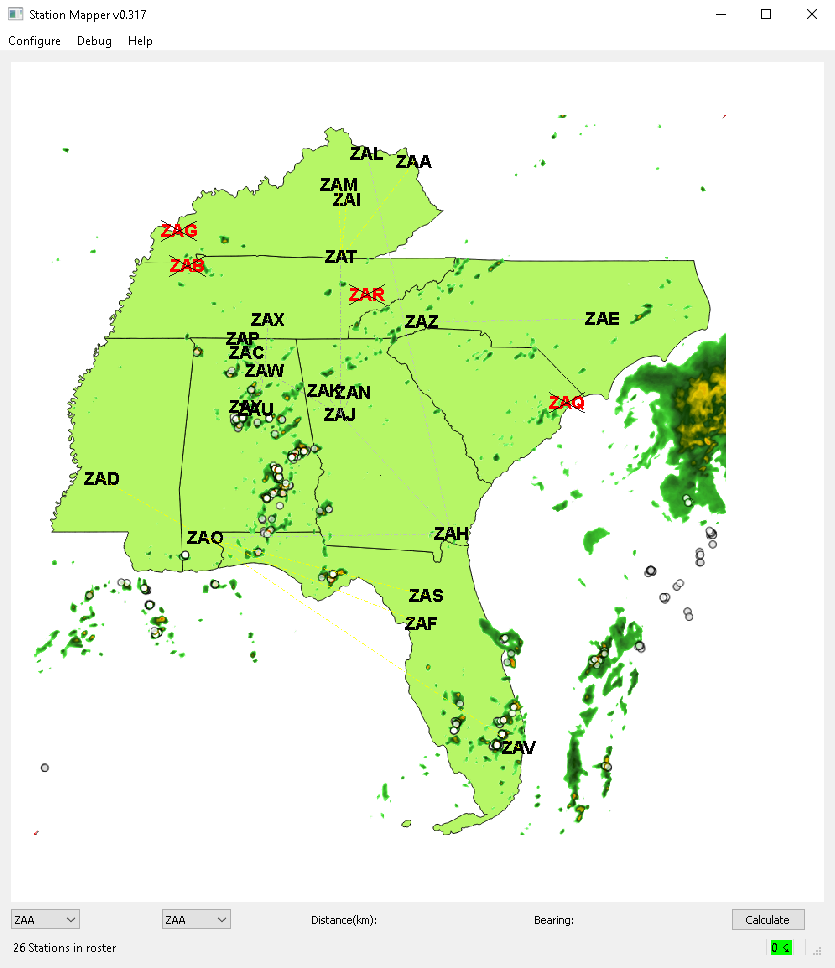 Station Mapper v0.317
Configure Debug Help
ZAL
ZAA
ZAM
ZAI
ZAG
ZAT
ZAB
ZAR
ZAX
ZAZ
ZAE
ZAP
ZAC
ZAW
ZAK
ZAN
ZAQ
ZAY
ZAU
ZAJ
ZAD
ZAO
ZAH
ZAS
ZAF
ZAV
ZAA ZAA Distance(km): Bearing: Calculate
26 Stations in roster